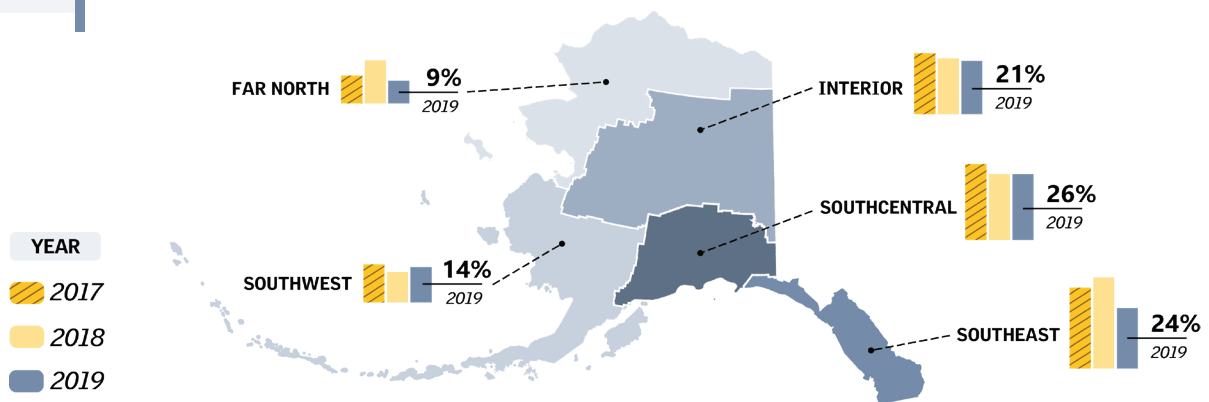 FAR NORTH
9%
2019
INTERIOR
21%
2019
SOUTHCENTRAL
26%
2019
YEAR
2017
2018
2019
SOUTHWEST
14%
2019
SOUTHEAST
24%
2019